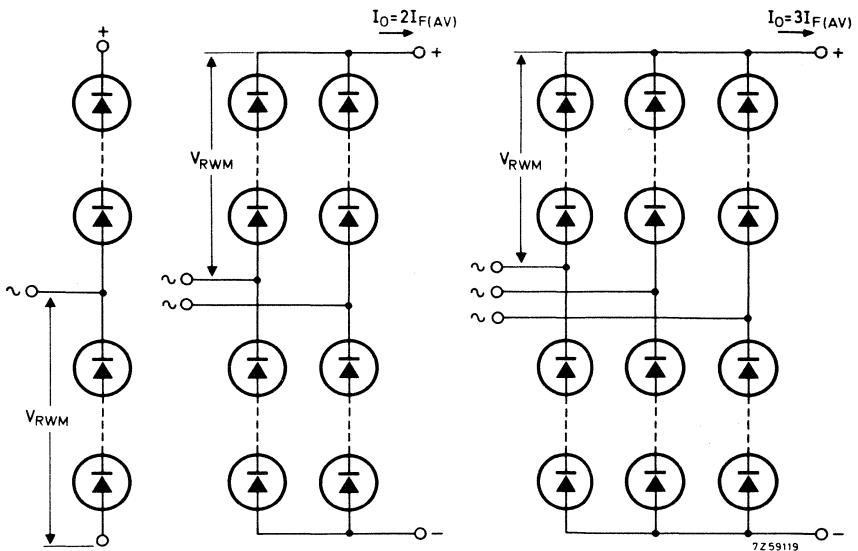 +
~
V_RWM
I_O=2I_F(AV)
+
V_RWM
~
~
−
I_O=3I_F(AV)
+
V_RWM
~
~
~
−
7Z59119